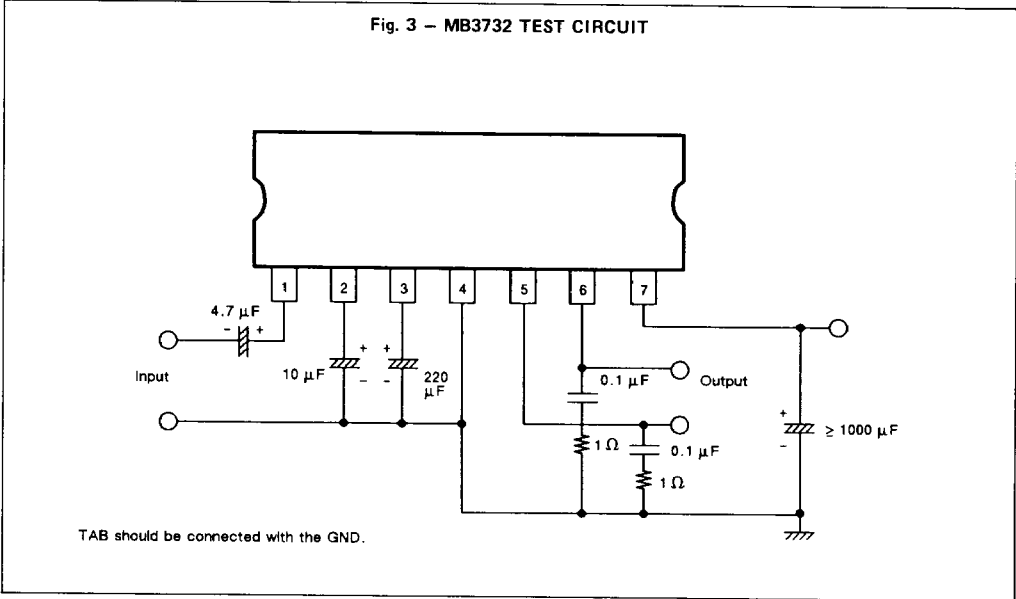 Fig. 3 – MB3732 TEST CIRCUIT
1 2 3 4 5 6 7
4.7 μF
– +
Input
10 μF
+
–
+
–
220
μF
0.1 μF
Output
1 Ω
0.1 μF
1 Ω
+
–
≥ 1000 μF
TAB should be connected with the GND.